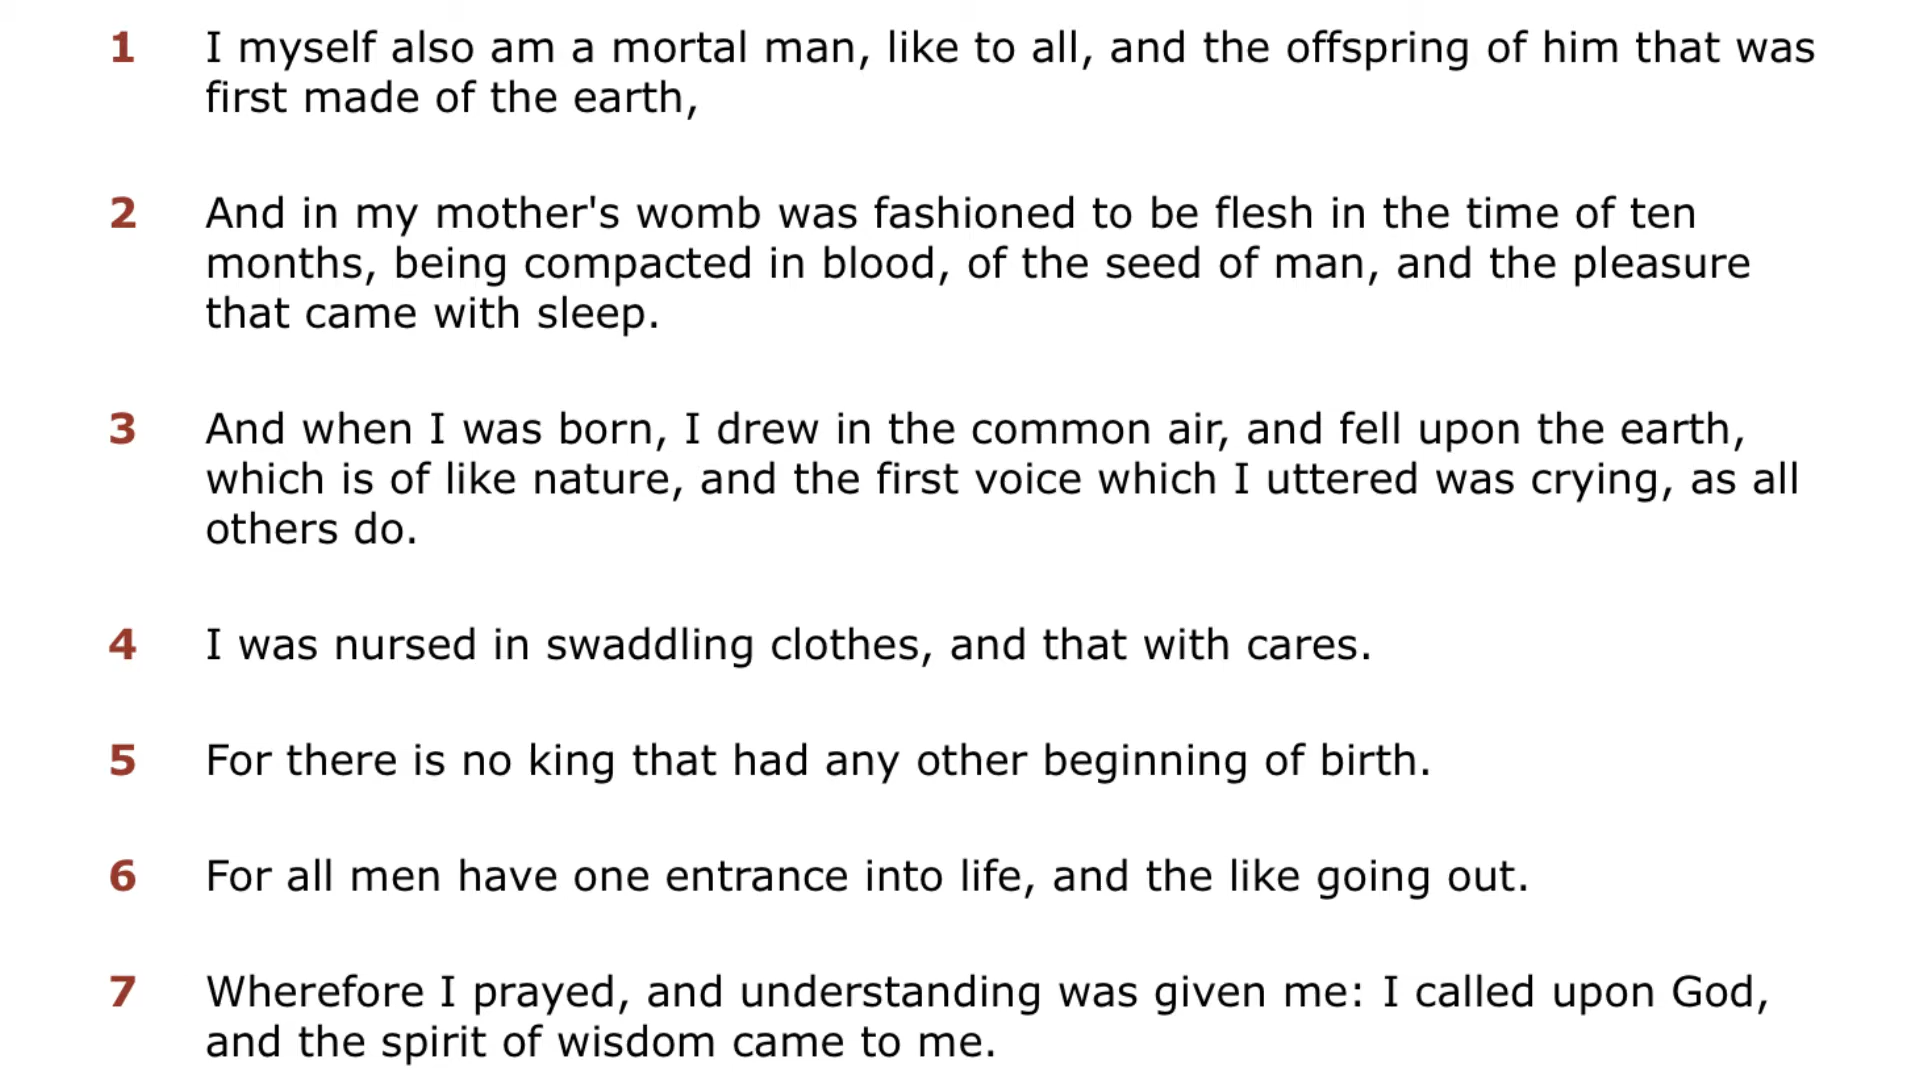 1 I myself also am a mortal man, like to all, and the offspring of him that was
first made of the earth,
2 And in my mother's womb was fashioned to be flesh in the time of ten
months, being compacted in blood, of the seed of man, and the pleasure
that came with sleep.
3 And when I was born, I drew in the common air, and fell upon the earth,
which is of like nature, and the first voice which I uttered was crying, as all
others do.
4 I was nursed in swaddling clothes, and that with cares.
5 For there is no king that had any other beginning of birth.
6 For all men have one entrance into life, and the like going out.
7 Wherefore I prayed, and understanding was given me: I called upon God,
and the spirit of wisdom came to me.